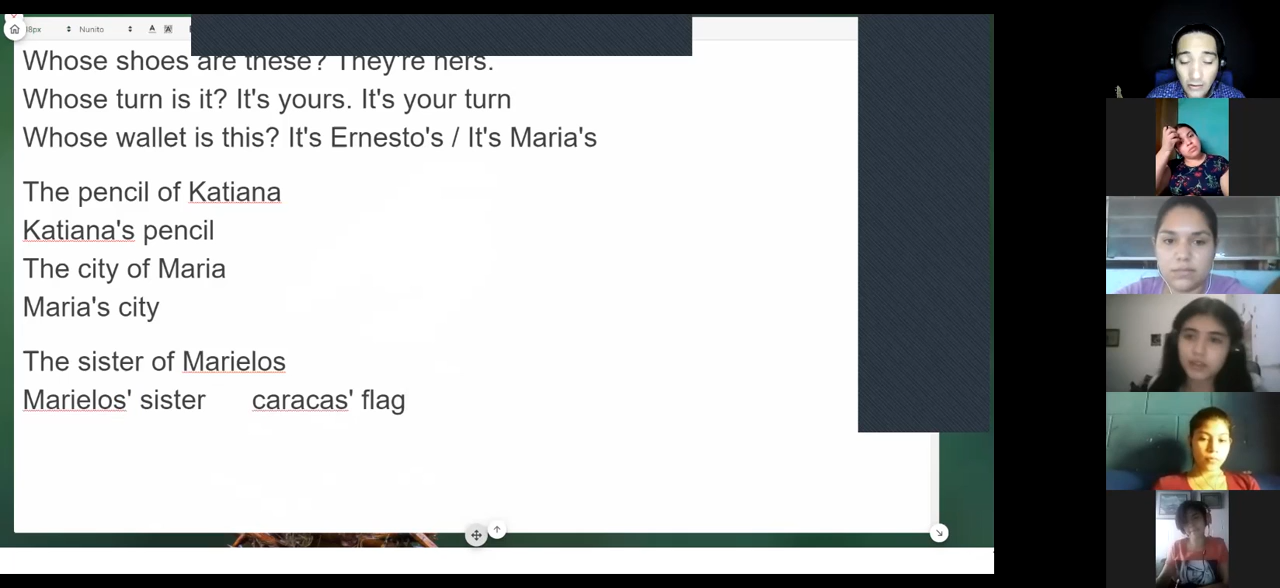 8px Nunito A A
Whose shoes are these? They're hers.
Whose turn is it? It's yours. It's your turn
Whose wallet is this? It's Ernesto's / It's Maria's
The pencil of Katiana
Katiana's pencil
The city of Maria
Maria's city
The sister of Marielos
Marielos' sister caracas' flag